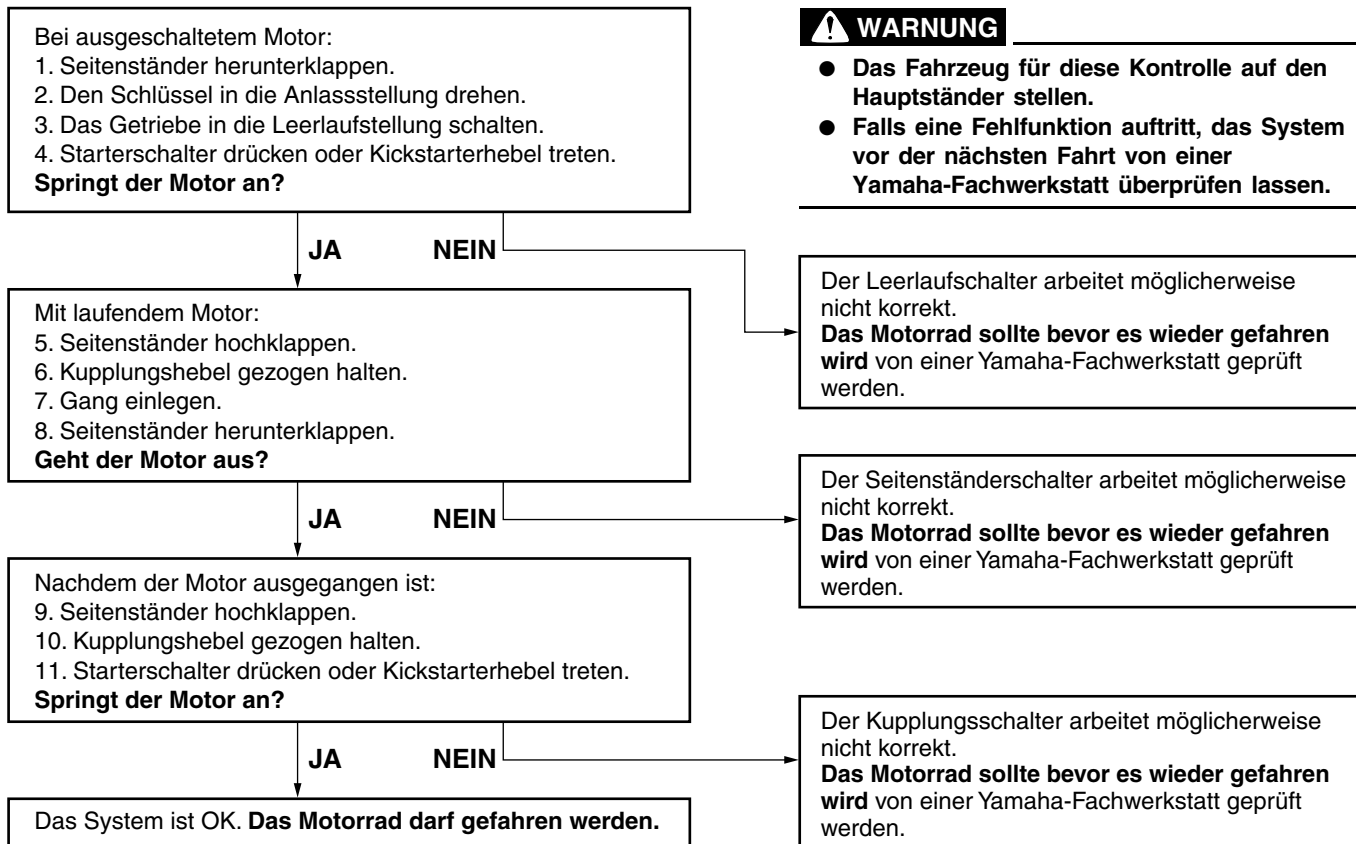 Bei ausgeschaltetem Motor:
1. Seitenständer herunterklappen.
2. Den Schlüssel in die Anlassstellung drehen.
3. Das Getriebe in die Leerlaufstellung schalten.
4. Starterschalter drücken oder Kickstarterhebel treten.
Springt der Motor an?
WARNUNG
● Das Fahrzeug für diese Kontrolle auf den
Hauptständer stellen.
● Falls eine Fehlfunktion auftritt, das System
vor der nächsten Fahrt von einer
Yamaha-Fachwerkstatt überprüfen lassen.
JA NEIN
Der Leerlaufschalter arbeitet möglicherweise
nicht korrekt.
Das Motorrad sollte bevor es wieder gefahren
wird von einer Yamaha-Fachwerkstatt geprüft
werden.
Mit laufendem Motor:
5. Seitenständer hochklappen.
6. Kupplungshebel gezogen halten.
7. Gang einlegen.
8. Seitenständer herunterklappen.
Geht der Motor aus?
JA NEIN
Der Seitenständerschalter arbeitet möglicherweise
nicht korrekt.
Das Motorrad sollte bevor es wieder gefahren
wird von einer Yamaha-Fachwerkstatt geprüft
werden.
Nachdem der Motor ausgegangen ist:
9. Seitenständer hochklappen.
10. Kupplungshebel gezogen halten.
11. Starterschalter drücken oder Kickstarterhebel treten.
Springt der Motor an?
JA NEIN
Der Kupplungsschalter arbeitet möglicherweise
nicht korrekt.
Das Motorrad sollte bevor es wieder gefahren
wird von einer Yamaha-Fachwerkstatt geprüft
werden.
Das System ist OK. Das Motorrad darf gefahren werden.